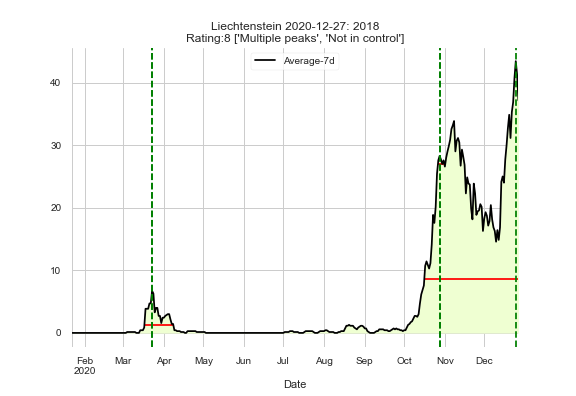 Liechtenstein 2020-12-27: 2018
Rating:8 ['Multiple peaks', 'Not in control']
Average-7d
40
30
20
10
0
Feb Mar Apr May Jun Jul Aug Sep Oct Nov Dec
2020
Date